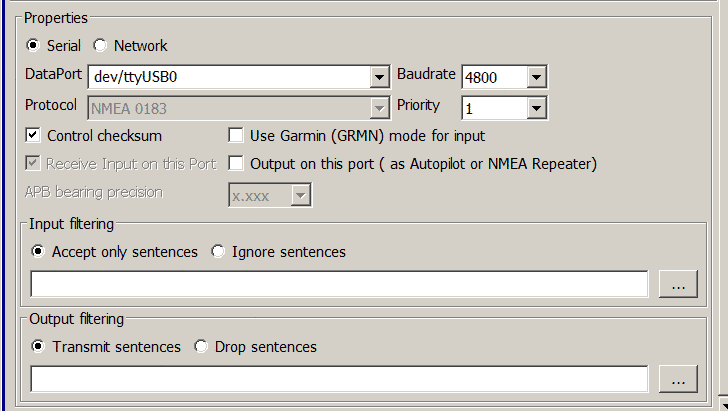 Properties
Serial Network
DataPort dev/ttyUSB0 Baudrate 4800
Protocol NMEA 0183 Priority 1
Control checksum Use Garmin (GRMN) mode for input
Receive Input on this Port Output on this port ( as Autopilot or NMEA Repeater)
APB bearing precision x.xxx
Input filtering
Accept only sentences Ignore sentences
...
Output filtering
Transmit sentences Drop sentences
...